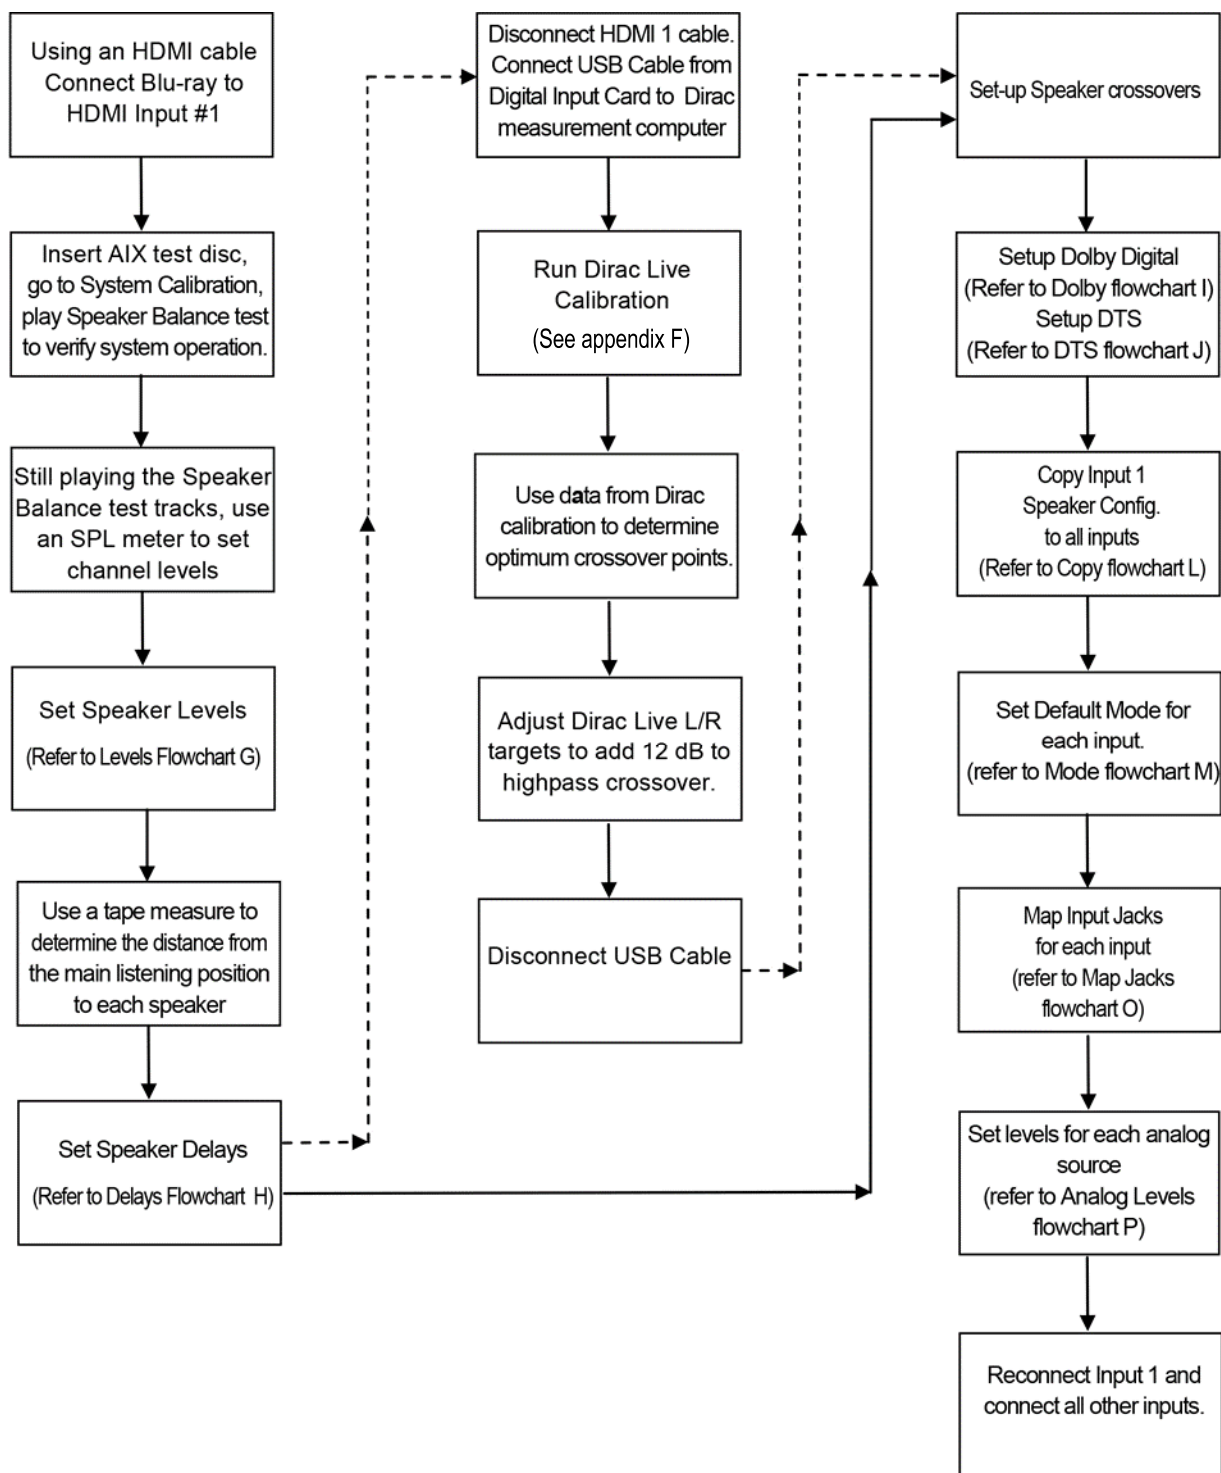 Using an HDMI cable
Connect Blu-ray to
HDMI Input #1
Insert AIX test disc,
go to System Calibration,
play Speaker Balance test
to verify system operation.
Still playing the Speaker
Balance test tracks, use
an SPL meter to set
channel levels
Set Speaker Levels
(Refer to Levels Flowchart G)
Use a tape measure to
determine the distance from
the main listening position
to each speaker
Set Speaker Delays
(Refer to Delays Flowchart H)
Disconnect HDMI 1 cable.
Connect USB Cable from
Digital Input Card to Dirac
measurement computer
Run Dirac Live
Calibration
(See appendix F)
Use data from Dirac
calibration to determine
optimum crossover points.
Adjust Dirac Live L/R
targets to add 12 dB to
highpass crossover.
Disconnect USB Cable
Set-up Speaker crossovers
Setup Dolby Digital
(Refer to Dolby flowchart I)
Setup DTS
(Refer to DTS flowchart J)
Copy Input 1
Speaker Config.
to all inputs
(Refer to Copy flowchart L)
Set Default Mode for
each input.
(refer to Mode flowchart M)
Map Input Jacks
for each input
(refer to Map Jacks
flowchart O)
Set levels for each analog
source
(refer to Analog Levels
flowchart P)
Reconnect Input 1 and
connect all other inputs.